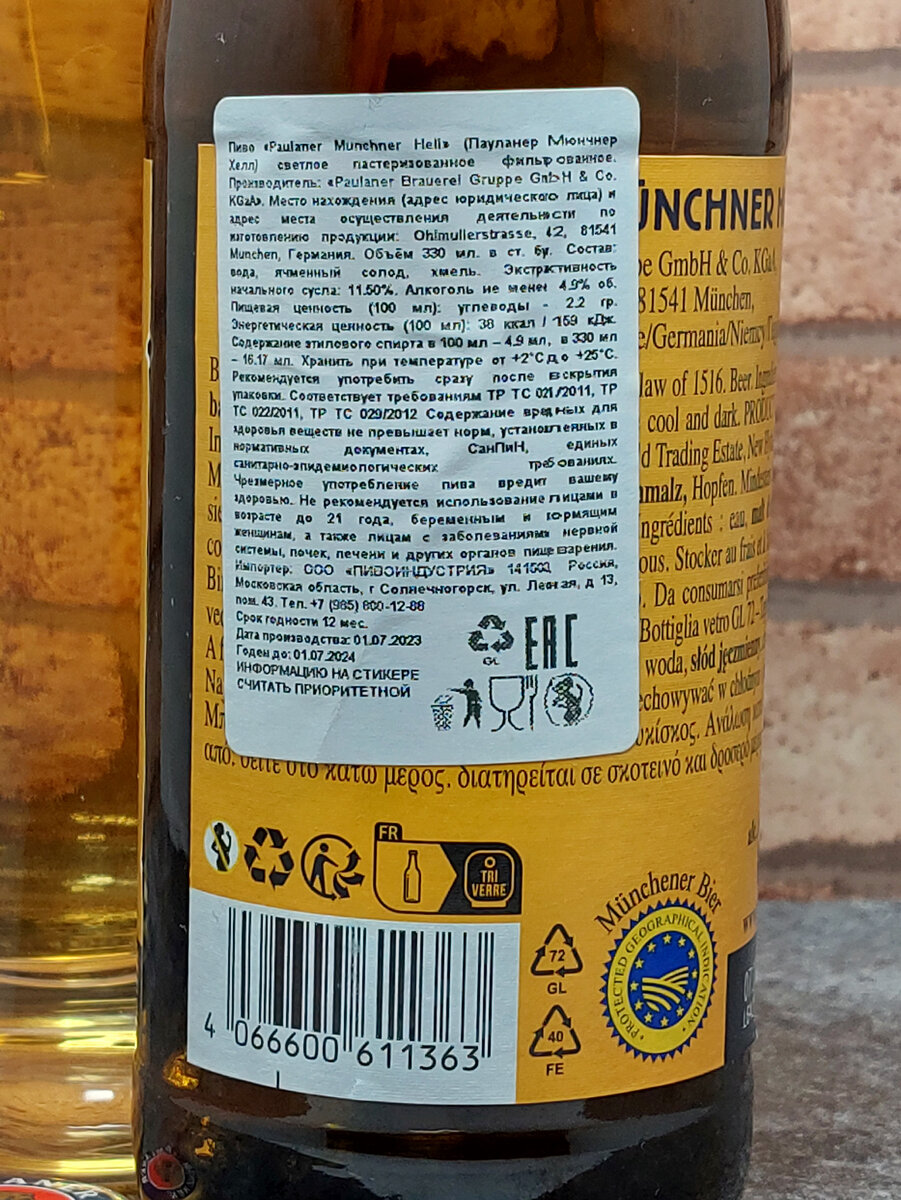 Пиво «Paulaner Munchner Hell» (Пауланер Мюнчнер
Хелл) светлое пастеризованное фильтрованное.
Производитель: «Paulaner Brauerei Gruppe GmbH & Co.
KGaA». Место нахождения (адрес юридического лица) и
адрес места осуществления деятельности по
изготовлению продукции: Ohlmullerstrasse, 42, 81541
Munchen, Германия. Объём 330 мл. в ст. бу. Состав:
вода, ячменный солод, хмель. Экстрактивность
начального сусла: 11.50%. Алкоголь не менее 4.9% об.
Пищевая ценность (100 мл): углеводы - 2.2 гр.
Энергетическая ценность (100 мл): 38 ккал / 159 кДж.
Содержание этилового спирта в 100 мл – 4.9 мл, в 330 мл
– 16.17 мл. Хранить при температуре от +2°C до +25°C.
Рекомендуется употребить сразу после вскрытия
упаковки. Соответствует требованиям ТР ТС 021/2011, ТР
ТС 022/2011, ТР ТС 029/2012 Содержание вредных для
здоровья веществ не превышает норм, установленных в
нормативных документах, СанПиН, единых
санитарно-эпидемиологических требованиях.
Чрезмерное употребление пива вредит вашему
здоровью. Не рекомендуется использование лицами в
возрасте до 21 года, беременным и кормящим
женщинам, а также лицам с заболеваниями нервной
системы, почек, печени и других органов пищеварения.
Импортер: ООО «ПИВОИНДУСТРИЯ» Россия,
Московская область, г Солнечногорск, ул. Лесная, д 13,
пом. 43. Тел. +7 (985) 800-12-88
Срок годности 12 мес.
Дата производства: 01.07.2023
Годен до: 01.07.2024
ИНФОРМАЦИЮ НА СТИКЕРЕ
СЧИТАТЬ ПРИОРИТЕТНОЙ
GL
EAC
ÜNCHNER
GmbH & Co. KGaA,
81541 München,
/Germania/Niemcy/
law of 1516. Beer.
cool and dark.
d Trading Estate, New
malz, Hopfen.
ngrédients : eau, malt
Stocker au frais et
Da consumarsi
Bottiglia vetro GL 72 –
woda, słód jęczmienny,
echowywać w
Ανάλωση
από: δείτε στο κάτω μέρος. διατηρείται σε σκοτεινό και δροσερό
FR
TRI
VERRE
Münchener Bier
PROTECTED GEOGRAPHICAL INDICATION
72
GL
40
FE
4 066600 611363